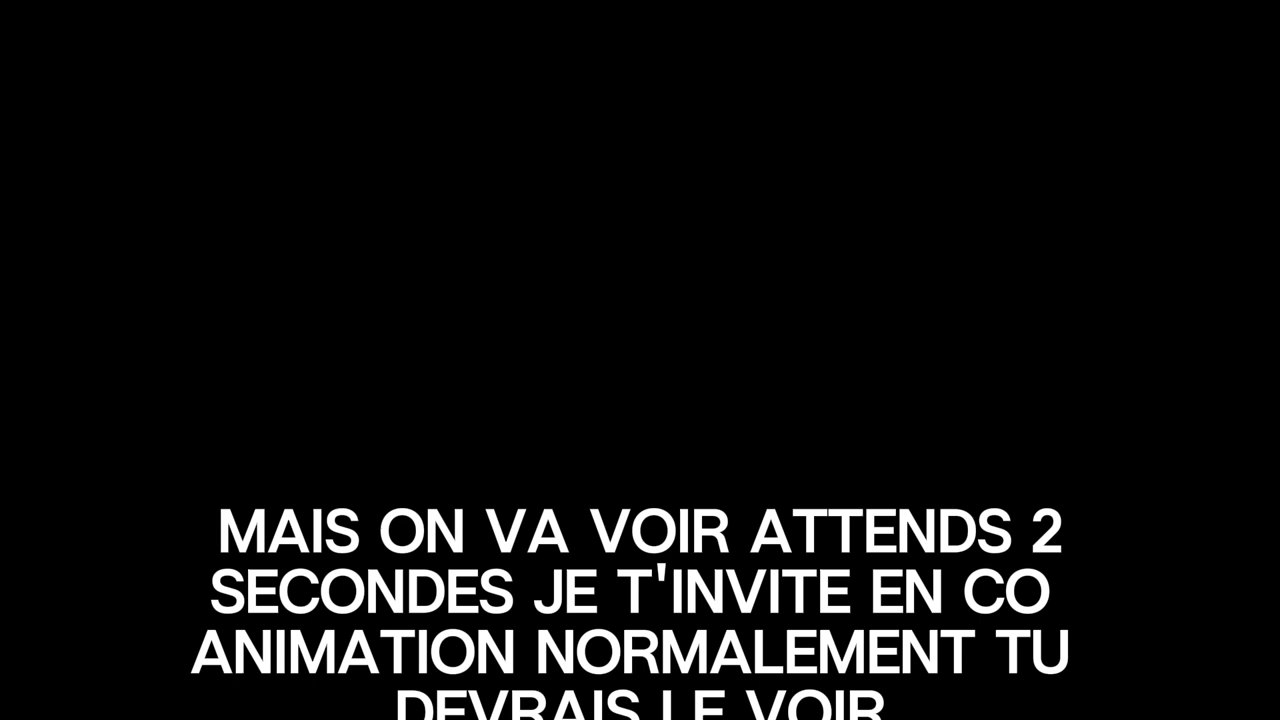 MAIS ON VA VOIR ATTENDS 2
SECONDES JE T'INVITE EN CO
ANIMATION NORMALEMENT TU
DEVRAIS LE VOIR